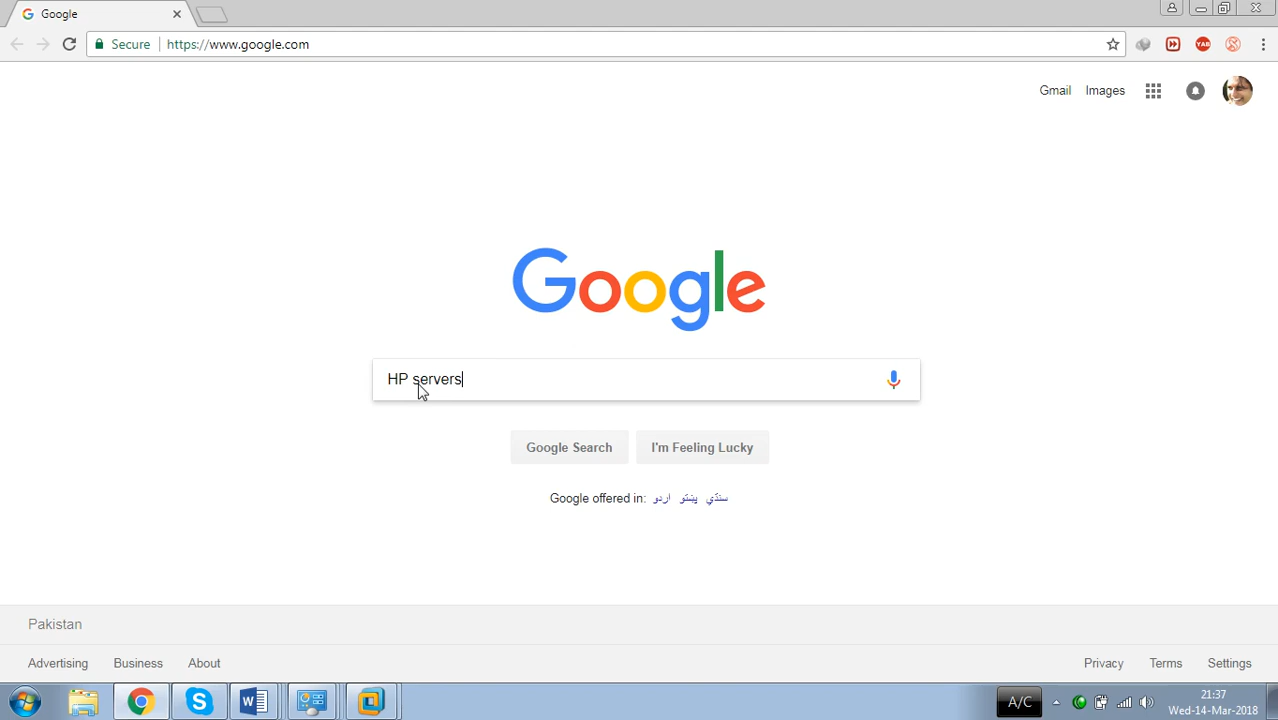 Google
Secure https://www.google.com
YAB
Gmail Images
Google
HP servers
Google Search I'm Feeling Lucky
Google offered in: اردو پښتو سنڌي
Pakistan
Advertising Business About
Privacy Terms Settings
A/C
21:37
Wed-14-Mar-2018